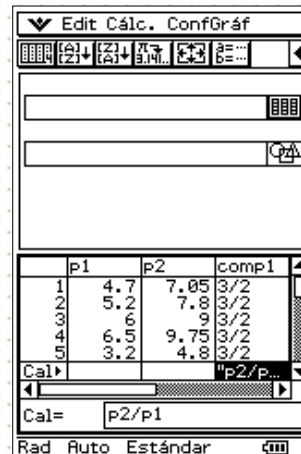 Edit Cálc. ConfGráf
p1 p2 comp1
1 4.7 7.05 3/2
2 5.2 7.8 3/2
3 6 9 3/2
4 6.5 9.75 3/2
5 3.2 4.8 3/2
Cal▸ "p2/p...
Cal= p2/p1
Rad Auto Estándar